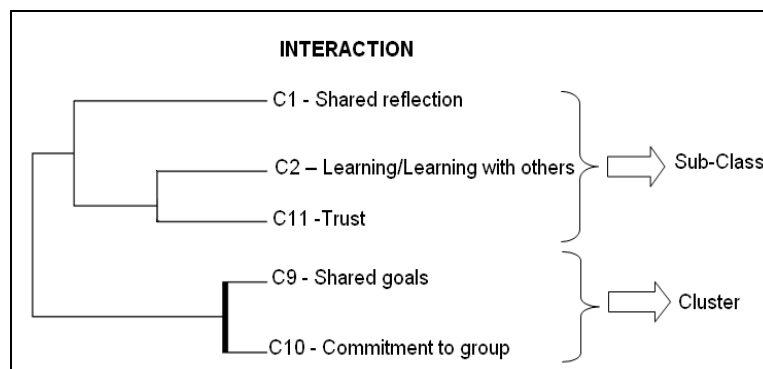 INTERACTION
C1 - Shared reflection
C2 – Learning/Learning with others
Sub-Class
C11 -Trust
C9 - Shared goals
Cluster
C10 - Commitment to group